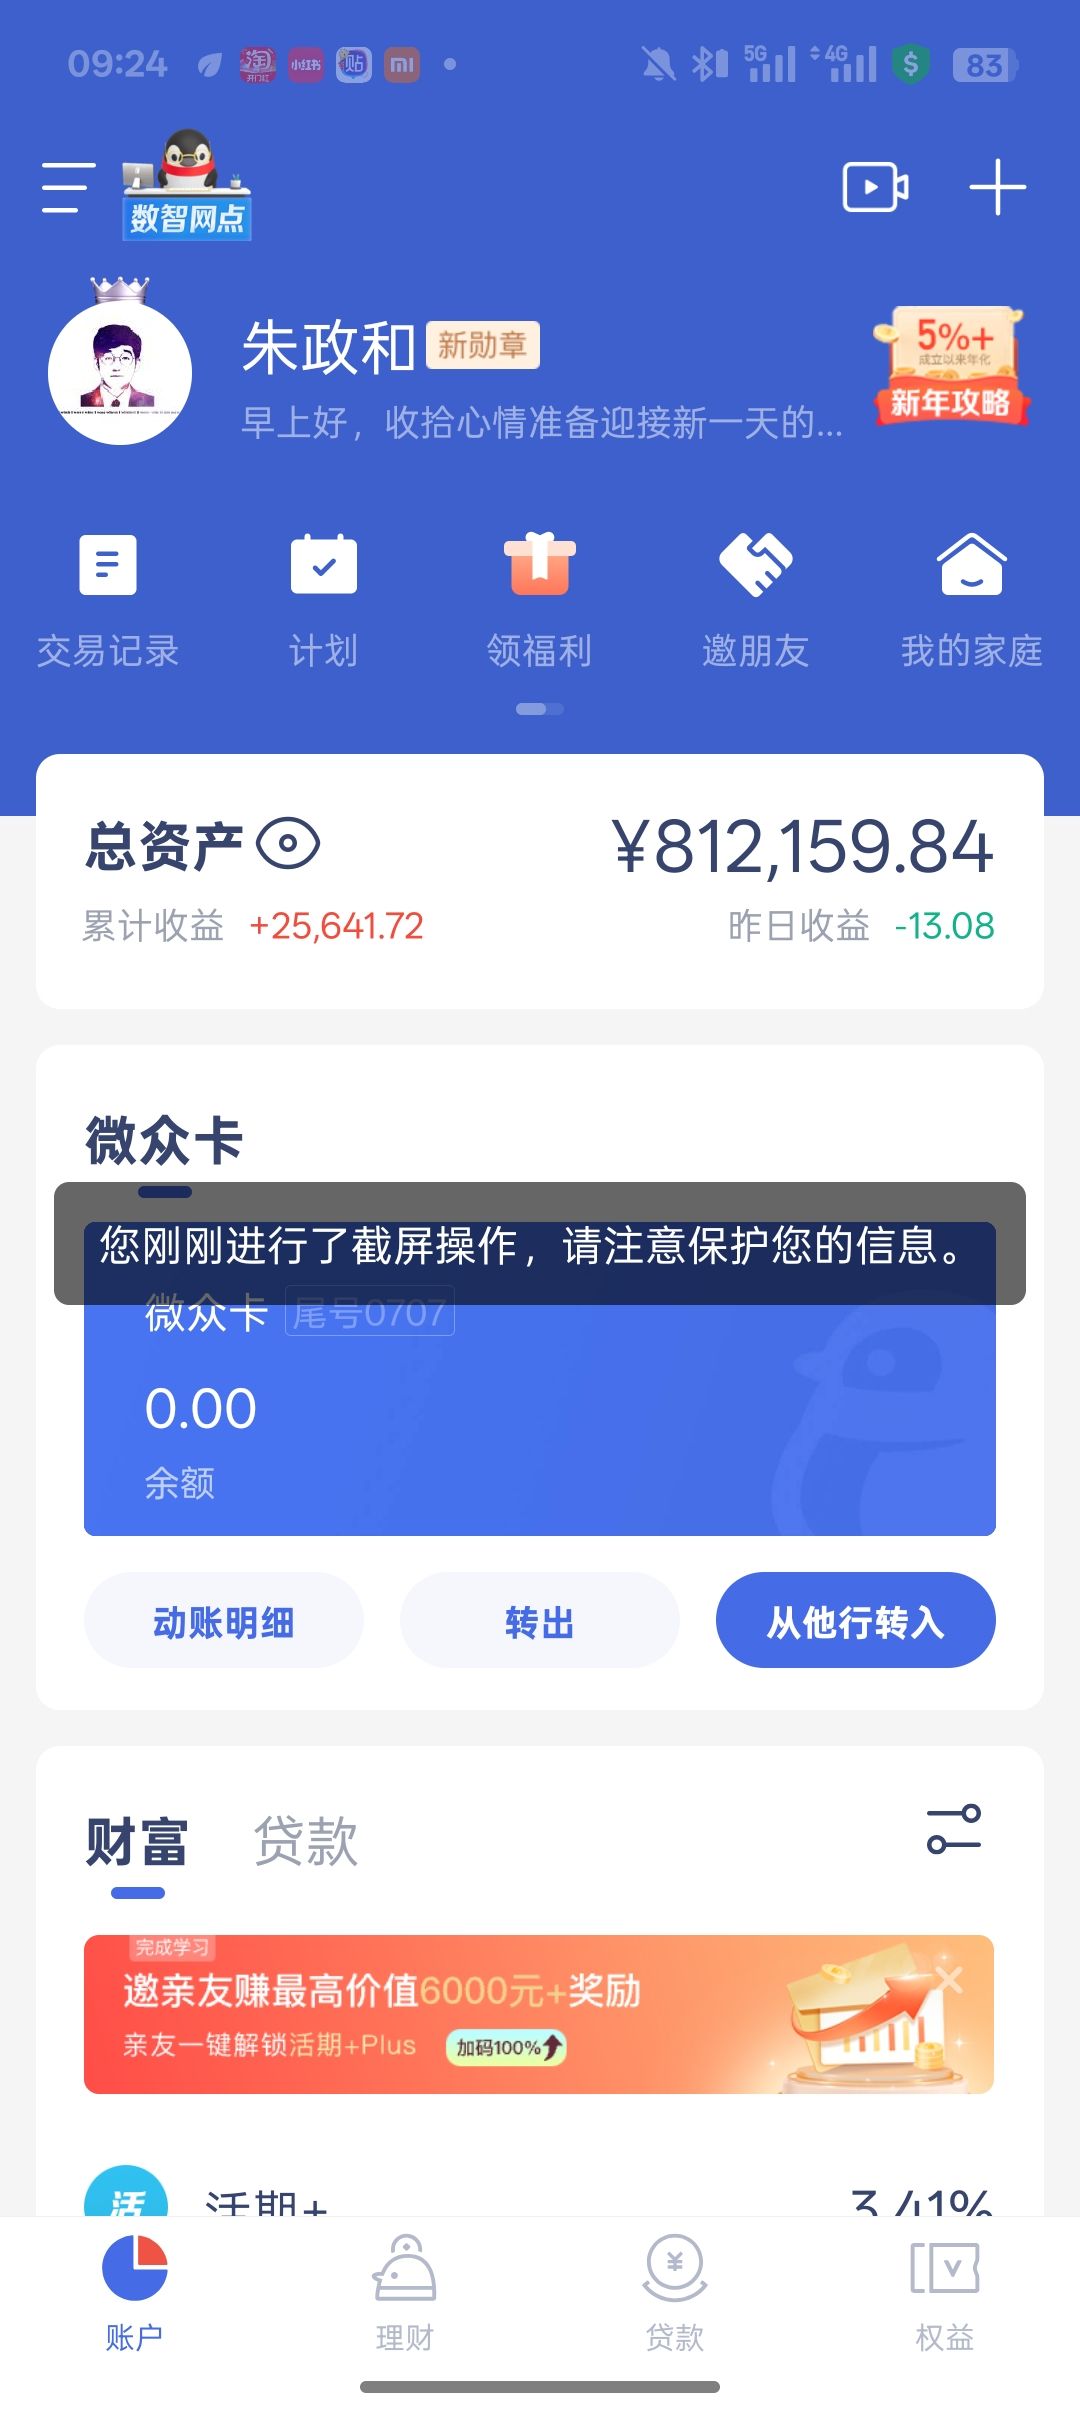 09:24
淘
开门红
小红书
贴
mi
5G
4G
$
83
数智网点
朱政和
新勋章
早上好，收拾心情准备迎接新一天的...
5%+
成立以来年化
新年攻略
交易记录
计划
领福利
邀朋友
我的家庭
总资产
¥812,159.84
累计收益 +25,641.72
昨日收益 -13.08
微众卡
您刚刚进行了截屏操作，请注意保护您的信息。
微众卡 尾号0707
0.00
余额
动账明细
转出
从他行转入
财富
贷款
完成学习
邀亲友赚最高价值6000元+奖励
亲友一键解锁活期+Plus
加码100%
活
活期+
3.41%
账户
理财
贷款
权益